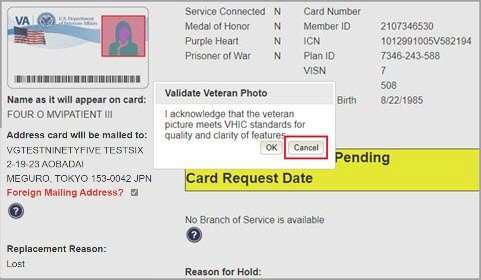 VA
U.S. Department
of Veterans Affairs
Name as it will appear on card:
FOUR O MVIPATIENT III
Address card will be mailed to:
VGTESTNINETYFIVE TESTSIX
2-19-23 AOBADAI
MEGURO, TOKYO 153-0042 JPN
Foreign Mailing Address?
?
Replacement Reason:
Lost
Service Connected N Card Number
Medal of Honor N Member ID 2107346530
Purple Heart N ICN 1012991005V582194
Prisoner of War N Plan ID 7346-243-588
VISN 7
508
Birth 8/22/1985
Validate Veteran Photo
I acknowledge that the veteran
picture meets VHIC standards for
quality and clarity of features.
OK Cancel
Pending
Card Request Date
No Branch of Service is available
?
Reason for Hold: